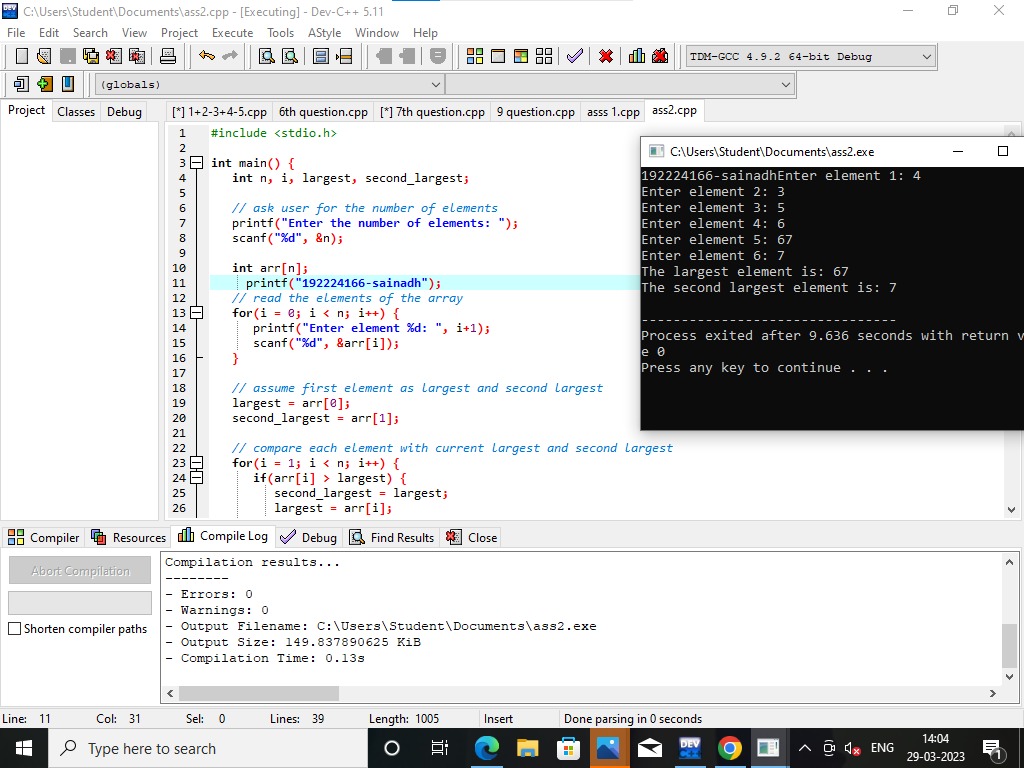 C:\Users\Student\Documents\ass2.cpp - [Executing] - Dev-C++ 5.11
File Edit Search View Project Execute Tools AStyle Window Help
TDM-GCC 4.9.2 64-bit Debug
(globals)
Project Classes Debug
[*] 1+2-3+4-5.cpp 6th question.cpp [*] 7th question.cpp 9 question.cpp asss 1.cpp ass2.cpp
1 #include <stdio.h>
2
3 int main() {
4 int n, i, largest, second_largest;
5
6 // ask user for the number of elements
7 printf("Enter the number of elements: ");
8 scanf("%d", &n);
9
10 int arr[n];
11 printf("192224166-sainadh");
12 // read the elements of the array
13 for(i = 0; i < n; i++) {
14 printf("Enter element %d: ", i+1);
15 scanf("%d", &arr[i]);
16 }
17
18 // assume first element as largest and second largest
19 largest = arr[0];
20 second_largest = arr[1];
21
22 // compare each element with current largest and second largest
23 for(i = 1; i < n; i++) {
24 if(arr[i] > largest) {
25 second_largest = largest;
26 largest = arr[i];
C:\Users\Student\Documents\ass2.exe
192224166-sainadhEnter element 1: 4
Enter element 2: 3
Enter element 3: 5
Enter element 4: 6
Enter element 5: 67
Enter element 6: 7
The largest element is: 67
The second largest element is: 7
--------------------------------
Process exited after 9.636 seconds with return v
e 0
Press any key to continue . . .
Compiler Resources Compile Log Debug Find Results Close
Abort Compilation
Shorten compiler paths
Compilation results...
--------
- Errors: 0
- Warnings: 0
- Output Filename: C:\Users\Student\Documents\ass2.exe
- Output Size: 149.837890625 KiB
- Compilation Time: 0.13s
Line: 11 Col: 31 Sel: 0 Lines: 39 Length: 1005 Insert Done parsing in 0 seconds
Type here to search
DEV
ENG
14:04
29-03-2023
1